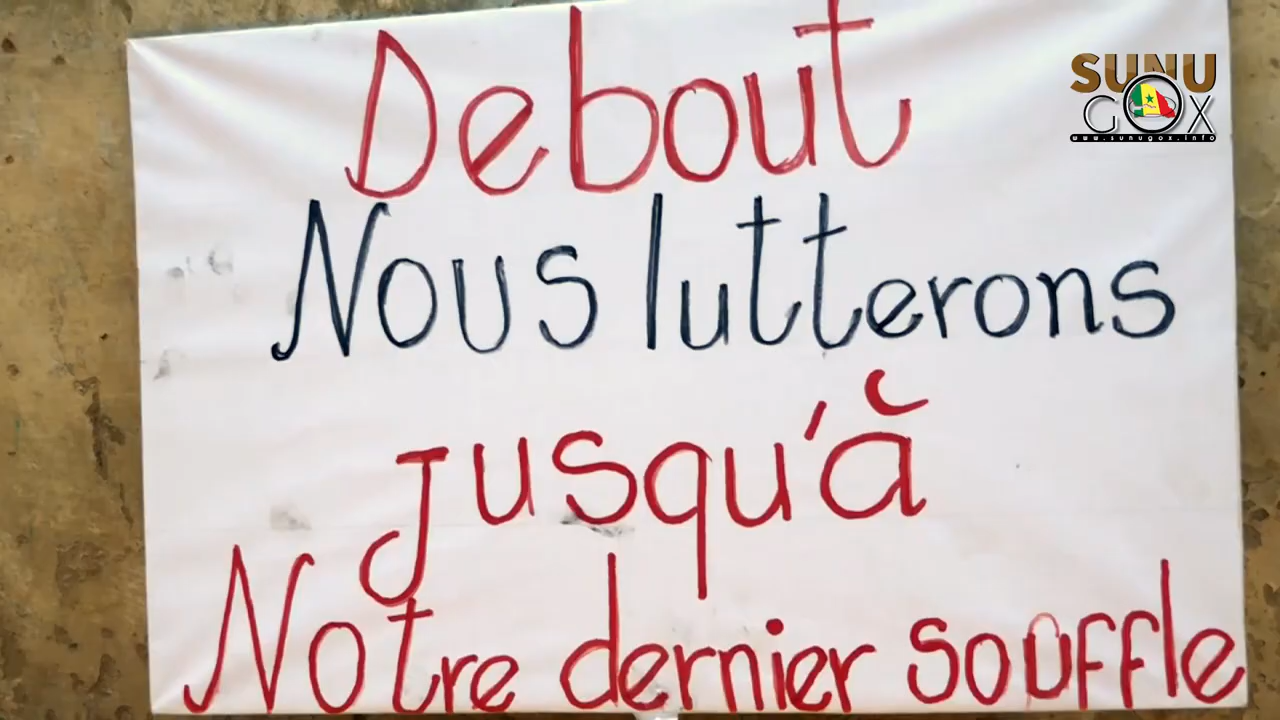 Debout
Nous lutterons
jusqu'à
Notre dernier souffle
SUNU
GOX
www.sunugox.info